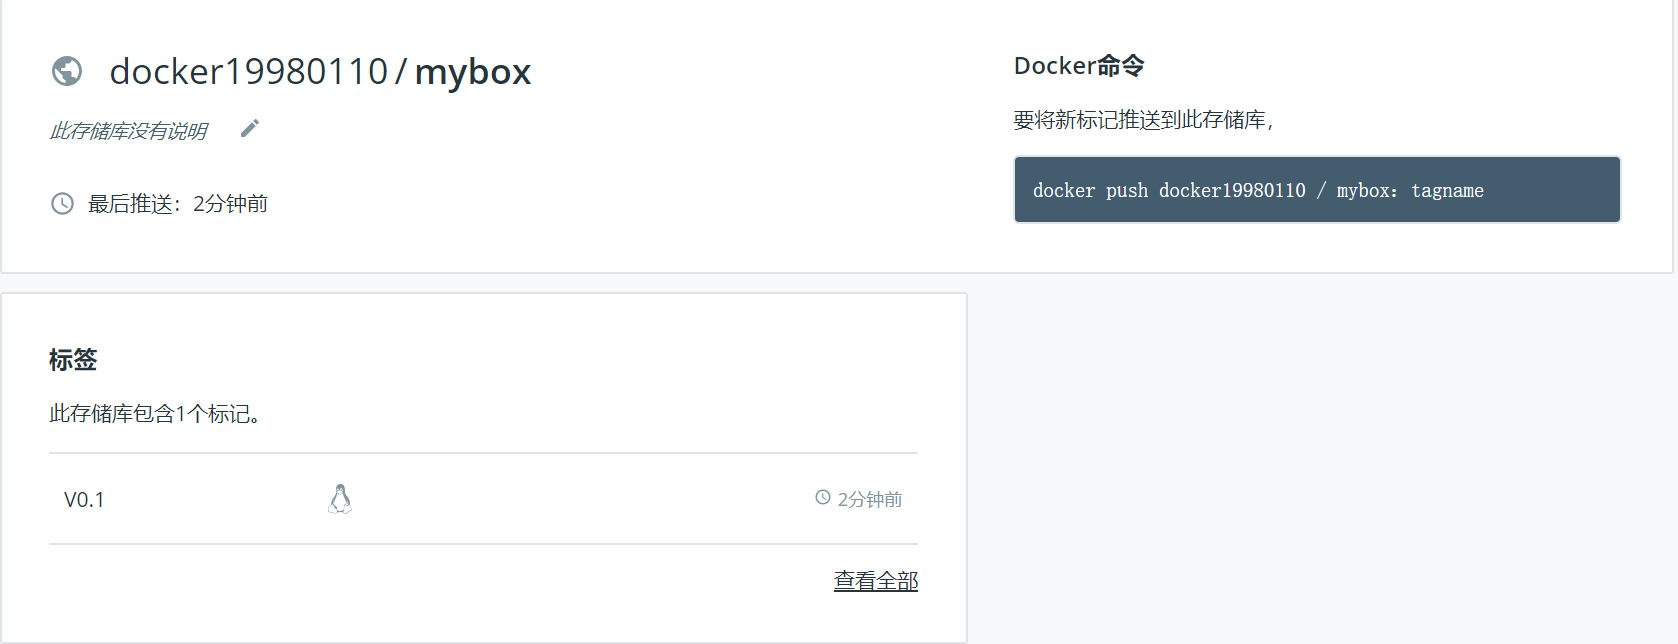 docker19980110 / mybox
此存储库没有说明
最后推送：2分钟前
Docker命令
要将新标记推送到此存储库，
docker push docker19980110 / mybox：tagname
标签
此存储库包含1个标记。
V0.1 2分钟前
查看全部